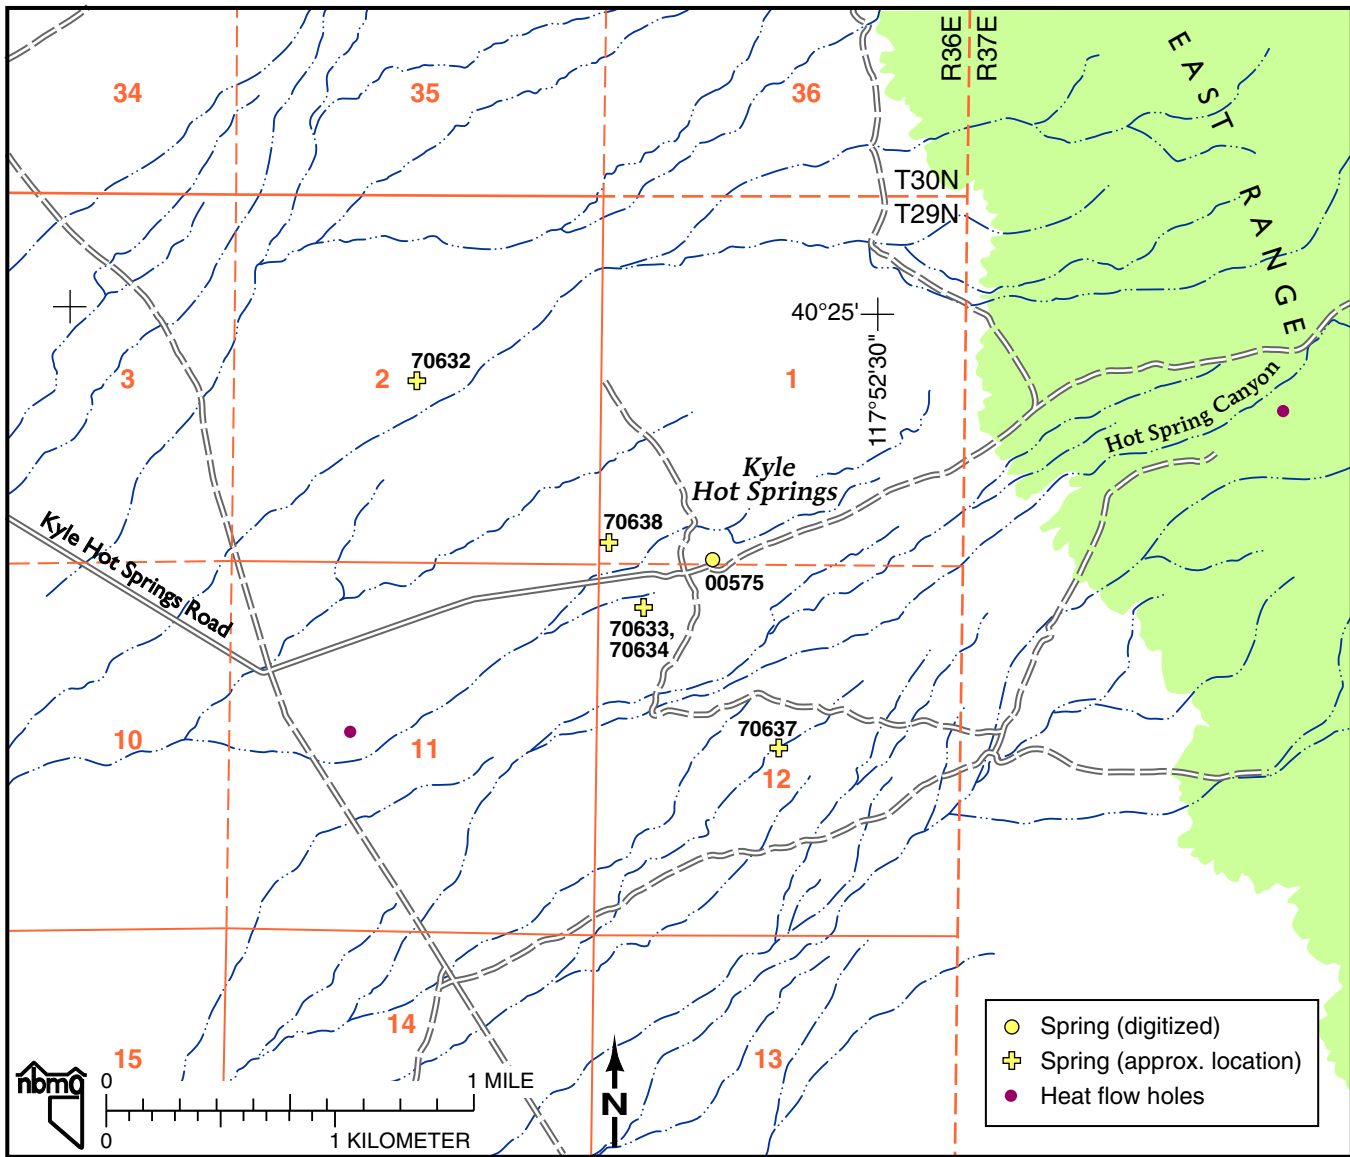 R36E
R37E
EAST RANGE
34
35
36
T30N
T29N
40°25'
117°52'30"
3
2
70632
1
Hot Spring Canyon
Kyle
Hot Springs
Kyle Hot Springs Road
70638
00575
70633,
70634
10
11
70637
12
14
15
13
nbmg
0
1 MILE
0
1 KILOMETER
N
Spring (digitized)
Spring (approx. location)
Heat flow holes